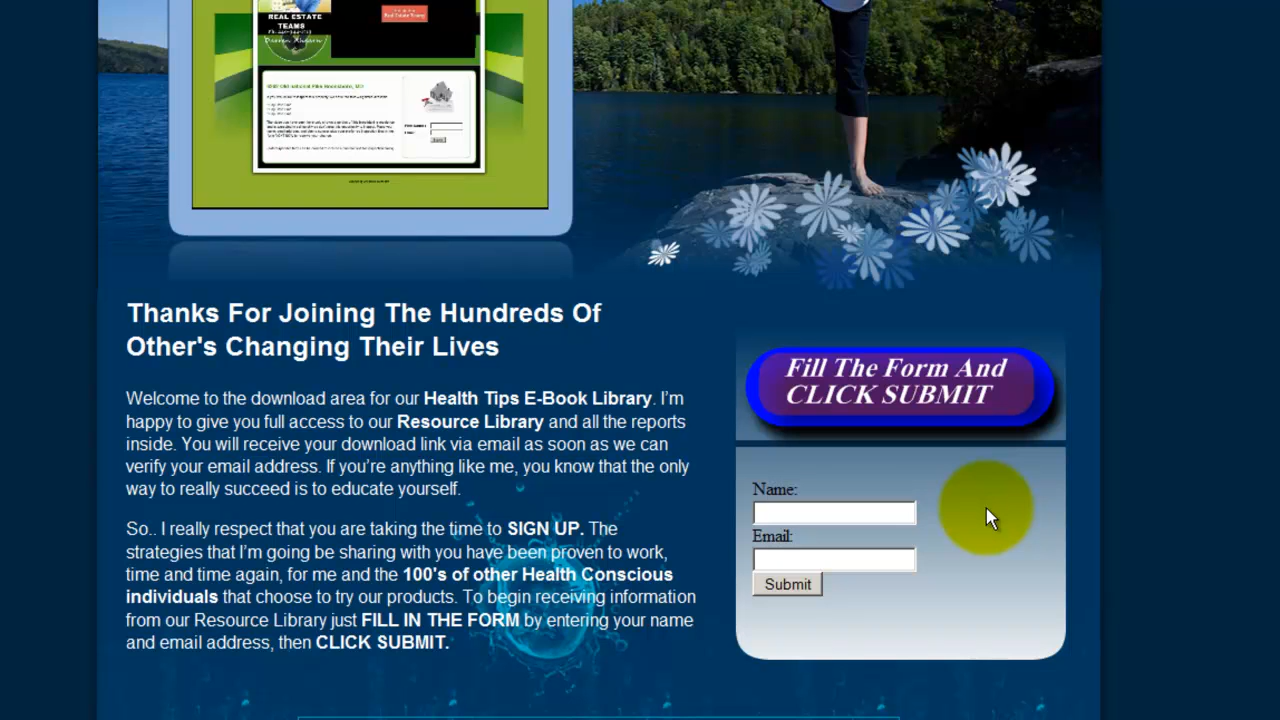 REAL ESTATE
TEAMS
Real Estate Teams
Thanks For Joining The Hundreds Of
Other's Changing Their Lives
Fill The Form And
CLICK SUBMIT
Welcome to the download area for our Health Tips E-Book Library. I'm
happy to give you full access to our Resource Library and all the reports
inside. You will receive your download link via email as soon as we can
verify your email address. If you're anything like me, you know that the only
way to really succeed is to educate yourself.
So.. I really respect that you are taking the time to SIGN UP. The
strategies that I'm going be sharing with you have been proven to work,
time and time again, for me and the 100's of other Health Conscious
individuals that choose to try our products. To begin receiving information
from our Resource Library just FILL IN THE FORM by entering your name
and email address, then CLICK SUBMIT.
Name:
Email:
Submit